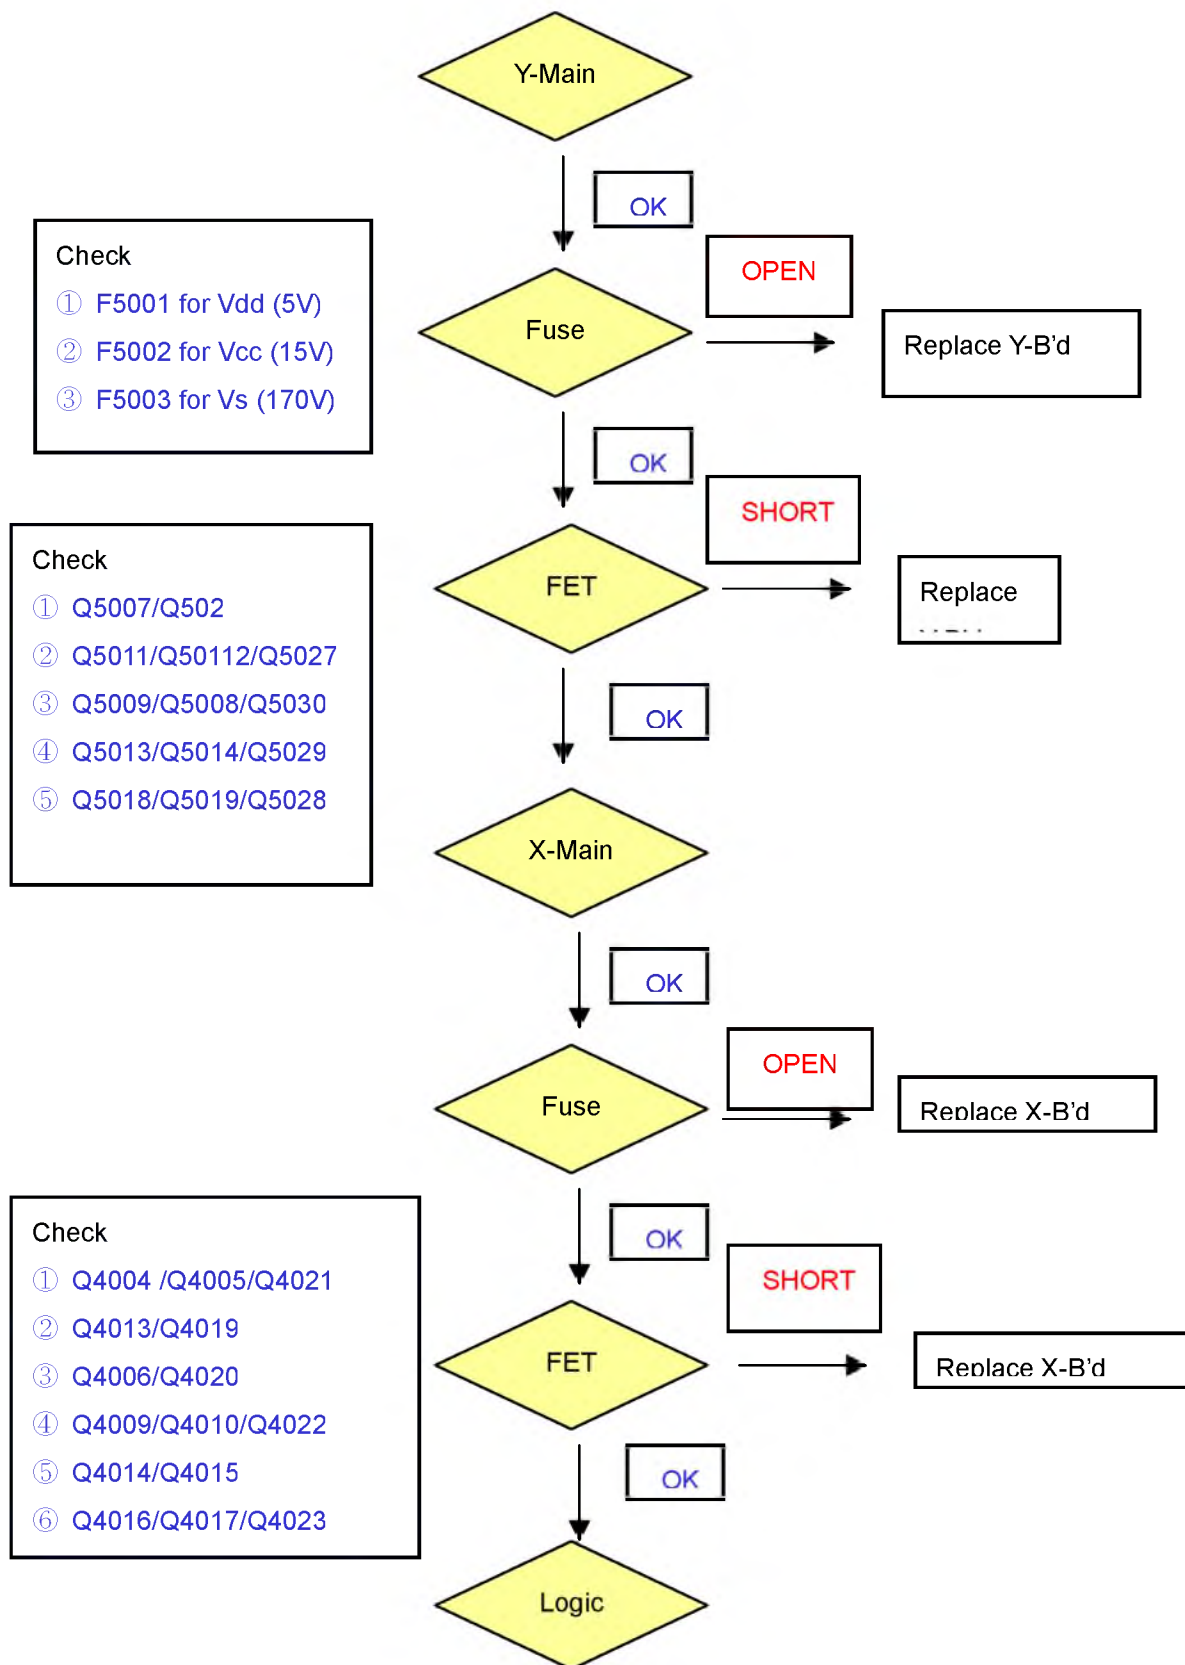 Y-Main
OK
Check
① F5001 for Vdd (5V)
② F5002 for Vcc (15V)
③ F5003 for Vs (170V)
Fuse
OPEN
Replace Y-B’d
OK
Check
① Q5007/Q502
② Q5011/Q50112/Q5027
③ Q5009/Q5008/Q5030
④ Q5013/Q5014/Q5029
⑤ Q5018/Q5019/Q5028
FET
SHORT
Replace
OK
X-Main
OK
Fuse
OPEN
Replace X-B’d
OK
Check
① Q4004 /Q4005/Q4021
② Q4013/Q4019
③ Q4006/Q4020
④ Q4009/Q4010/Q4022
⑤ Q4014/Q4015
⑥ Q4016/Q4017/Q4023
FET
SHORT
Replace X-B’d
OK
Logic